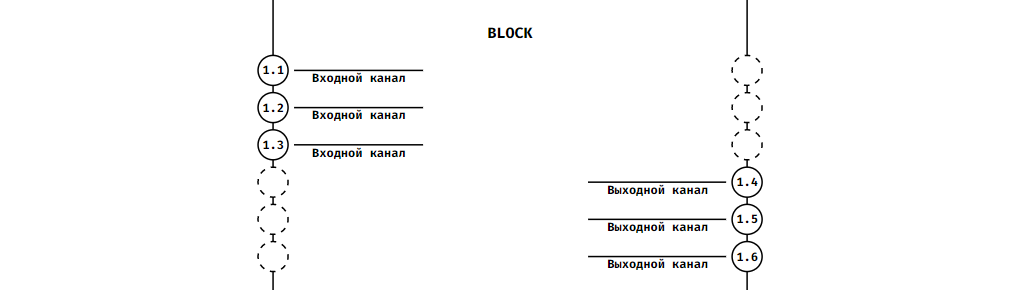 BLOCK
1.1
Входной канал
1.2
Входной канал
1.3
Входной канал
1.4
Выходной канал
1.5
Выходной канал
1.6
Выходной канал